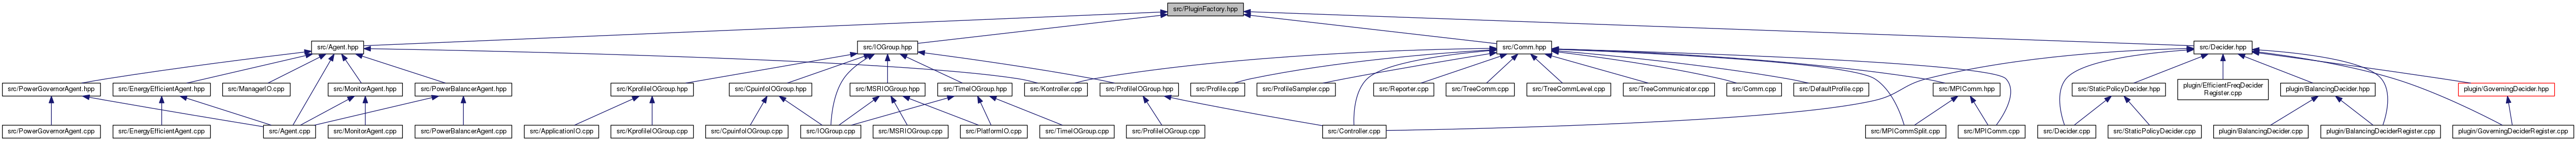 src/PluginFactory.hpp
src/Agent.hpp
src/IOGroup.hpp
src/Comm.hpp
src/Decider.hpp
src/PowerGovernorAgent.hpp
src/EnergyEfficientAgent.hpp
src/ManagerIO.cpp
src/MonitorAgent.hpp
src/PowerBalancerAgent.hpp
src/KprofileIOGroup.hpp
src/CpuinfoIOGroup.hpp
src/MSRIOGroup.hpp
src/TimeIOGroup.hpp
src/Kontroller.cpp
src/ProfileIOGroup.hpp
src/Profile.cpp
src/ProfileSampler.cpp
src/Reporter.cpp
src/TreeComm.cpp
src/TreeCommLevel.cpp
src/TreeCommunicator.cpp
src/Comm.cpp
src/DefaultProfile.cpp
src/MPIComm.hpp
src/StaticPolicyDecider.hpp
plugin/EfficientFreqDecider
Register.cpp
plugin/BalancingDecider.hpp
plugin/GoverningDecider.hpp
src/PowerGovernorAgent.cpp
src/EnergyEfficientAgent.cpp
src/Agent.cpp
src/MonitorAgent.cpp
src/PowerBalancerAgent.cpp
src/ApplicationIO.cpp
src/KprofileIOGroup.cpp
src/CpuinfoIOGroup.cpp
src/IOGroup.cpp
src/MSRIOGroup.cpp
src/PlatformIO.cpp
src/TimeIOGroup.cpp
src/ProfileIOGroup.cpp
src/Controller.cpp
src/MPICommSplit.cpp
src/MPIComm.cpp
src/Decider.cpp
src/StaticPolicyDecider.cpp
plugin/BalancingDecider.cpp
plugin/BalancingDeciderRegister.cpp
plugin/GoverningDeciderRegister.cpp